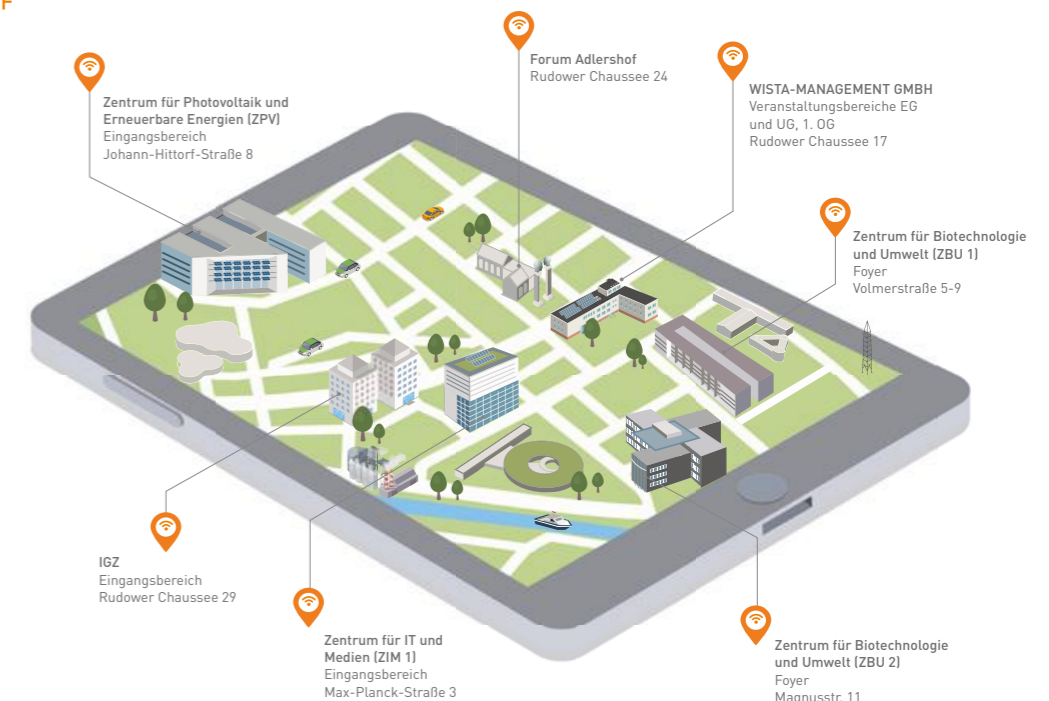 F
Forum Adlershof
Rudower Chaussee 24
WISTA-MANAGEMENT GMBH
Veranstaltungsbereiche EG
und UG, 1. OG
Rudower Chaussee 17
Zentrum für Photovoltaik und
Erneuerbare Energien (ZPV)
Eingangsbereich
Johann-Hittorf-Straße 8
Zentrum für Biotechnologie
und Umwelt (ZBU 1)
Foyer
Volmerstraße 5-9
IGZ
Eingangsbereich
Rudower Chaussee 29
Zentrum für IT und
Medien (ZIM 1)
Eingangsbereich
Max-Planck-Straße 3
Zentrum für Biotechnologie
und Umwelt (ZBU 2)
Foyer
Magnusstr. 11